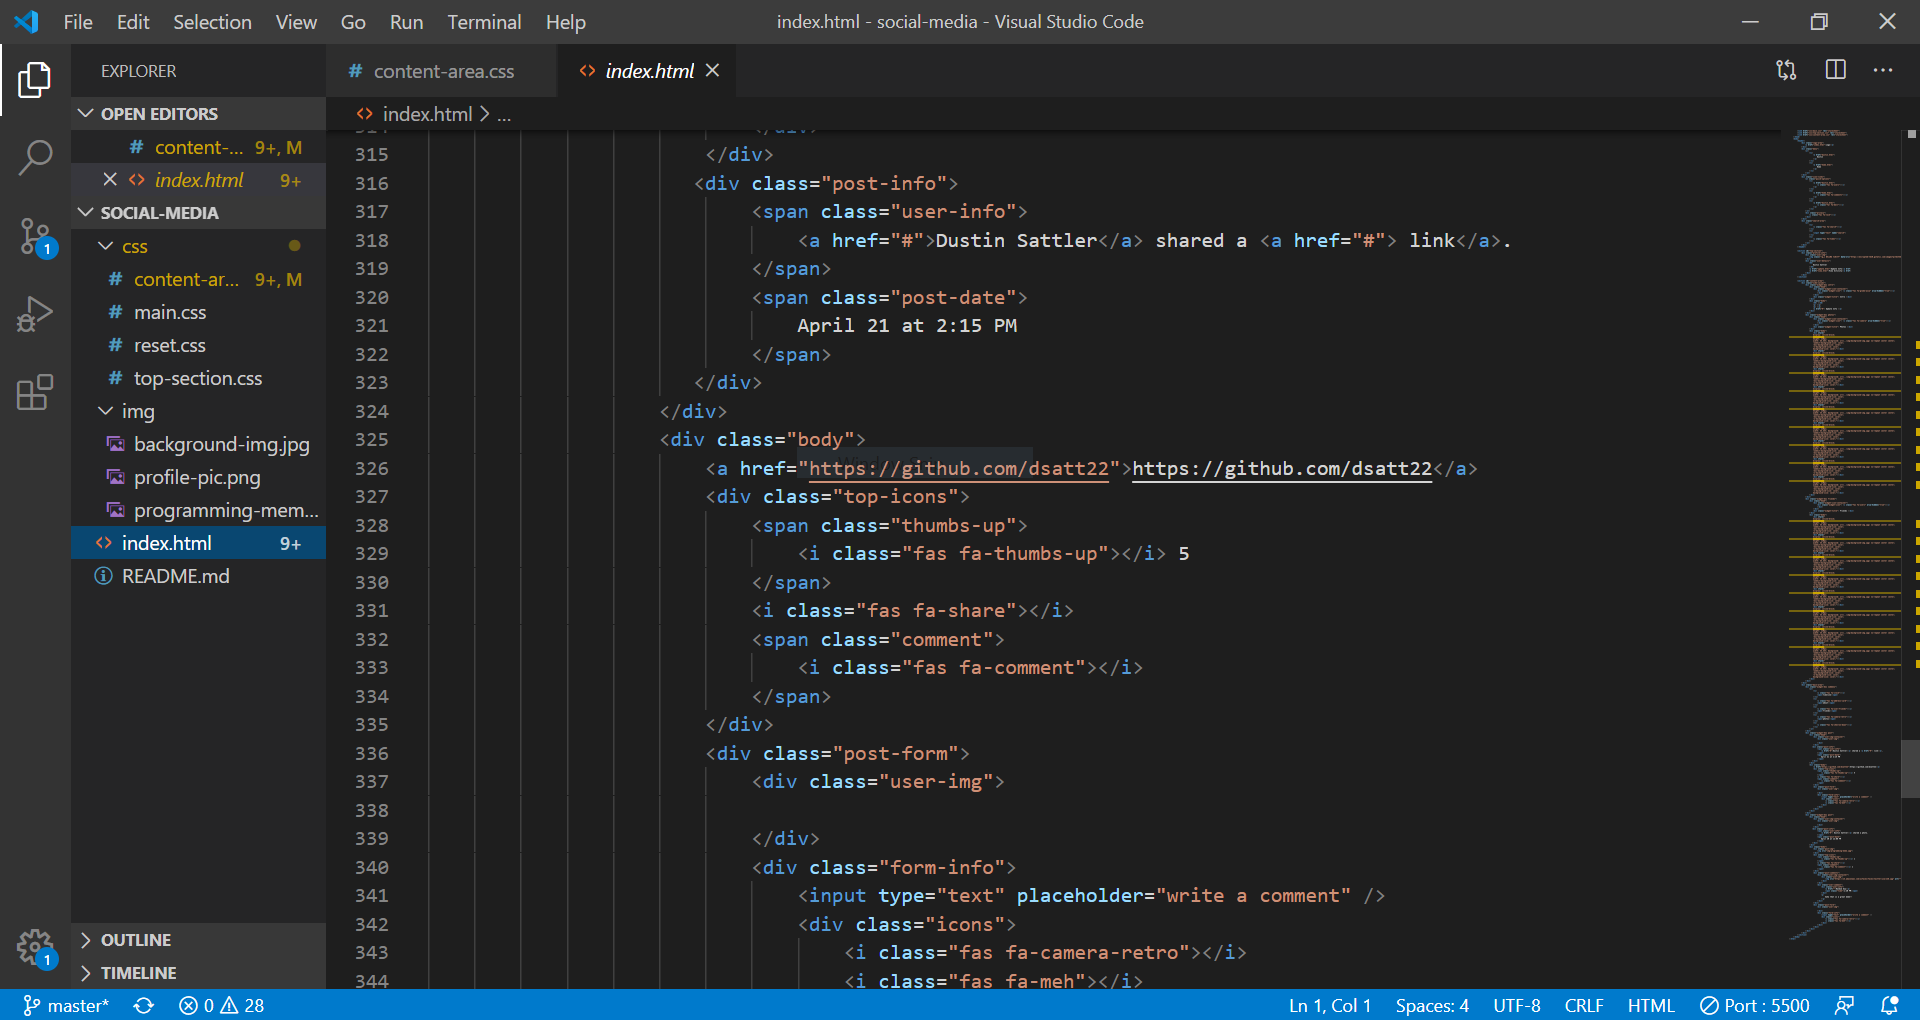 File Edit Selection View Go Run Terminal Help
index.html - social-media - Visual Studio Code
EXPLORER
OPEN EDITORS
# content-... 9+, M
index.html 9+
SOCIAL-MEDIA
css
# content-ar... 9+, M
# main.css
# reset.css
# top-section.css
img
background-img.jpg
profile-pic.png
programming-mem...
<> index.html 9+
README.md
OUTLINE
TIMELINE
# content-area.css
<> index.html
<> index.html > ...
315 </div>
316 <div class="post-info">
317 <span class="user-info">
318 <a href="#">Dustin Sattler</a> shared a <a href="#"> link</a>.
319 </span>
320 <span class="post-date">
321 April 21 at 2:15 PM
322 </span>
323 </div>
324 </div>
325 <div class="body">
326 <a href="https://github.com/dsatt22">https://github.com/dsatt22</a>
327 <div class="top-icons">
328 <span class="thumbs-up">
329 <i class="fas fa-thumbs-up"></i> 5
330 </span>
331 <i class="fas fa-share"></i>
332 <span class="comment">
333 <i class="fas fa-comment"></i>
334 </span>
335 </div>
336 <div class="post-form">
337 <div class="user-img">
338
339 </div>
340 <div class="form-info">
341 <input type="text" placeholder="write a comment" />
342 <div class="icons">
343 <i class="fas fa-camera-retro"></i>
344 <i class="fas fa-meh"></i>
1
1
master* 0 28
Ln 1, Col 1 Spaces: 4 UTF-8 CRLF HTML Port : 5500